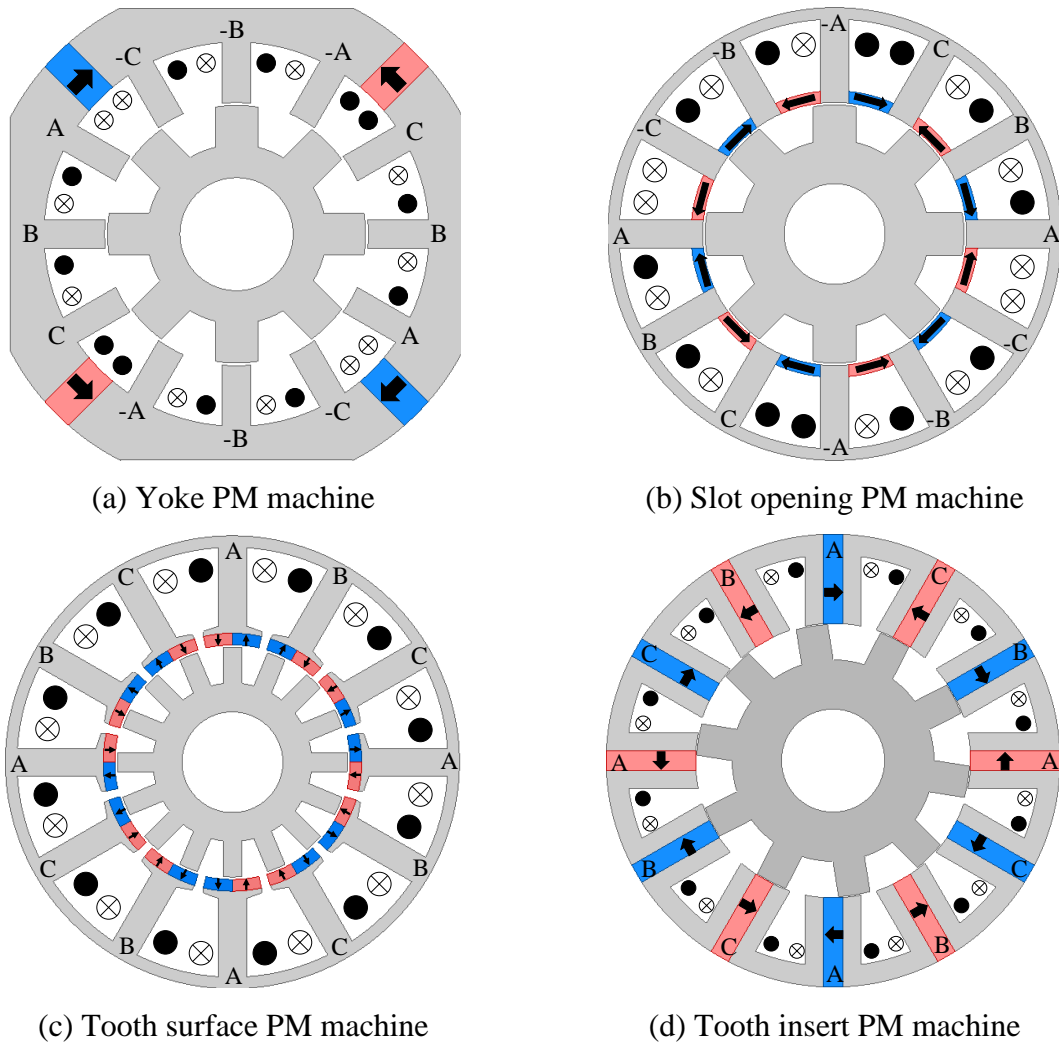 -B
-C -A
A C
B B
C A
-A -C
-B
(a) Yoke PM machine
-A
-B C
-C B
A A
B -C
C -B
-A
(b) Slot opening PM machine
A
C B
B C
A A
C B
B C
A
(c) Tooth surface PM machine
A
B C
C B
A A
B C
C B
A
(d) Tooth insert PM machine